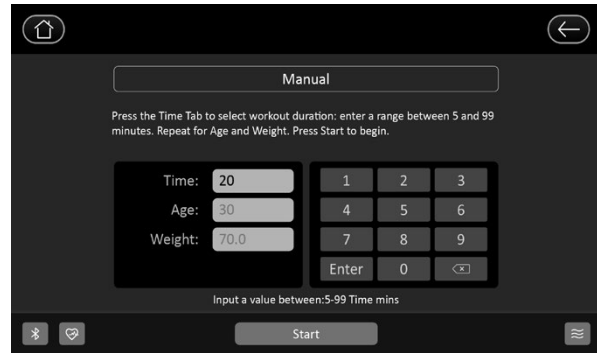 Manual
Press the Time Tab to select workout duration: enter a range between 5 and 99
minutes. Repeat for Age and Weight. Press Start to begin.
Time: 20 1 2 3
Age: 30 4 5 6
Weight: 70.0 7 8 9
Enter 0
Input a value between:5-99 Time mins
Start